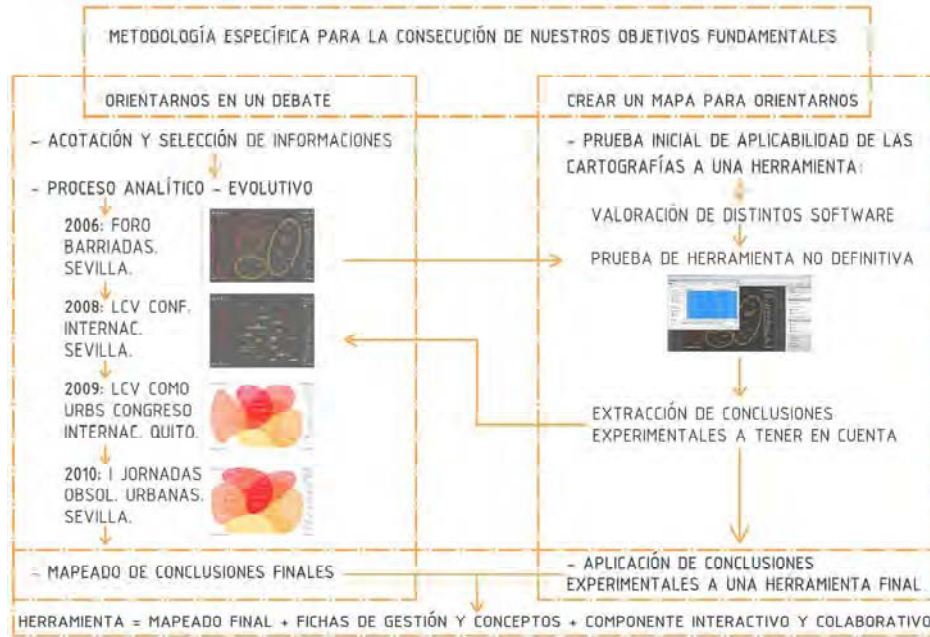 METODOLOGÍA ESPECÍFICA PARA LA CONSECUCIÓN DE NUESTROS OBJETIVOS FUNDAMENTALES
ORIENTARNOS EN UN DEBATE
– ACOTACIÓN Y SELECCIÓN DE INFORMACIONES
– PROCESO ANALÍTICO – EVOLUTIVO
2006: FORO
BARRIADAS.
SEVILLA.
2008: LCV CONF.
INTERNAC.
SEVILLA.
2009: LCV COMO
URBS CONGRESO
INTERNAC. QUITO.
2010: I JORNADAS
OBSOL. URBANAS.
SEVILLA.
– MAPEADO DE CONCLUSIONES FINALES
CREAR UN MAPA PARA ORIENTARNOS
– PRUEBA INICIAL DE APLICABILIDAD DE LAS
CARTOGRAFÍAS A UNA HERRAMIENTA:
VALORACIÓN DE DISTINTOS SOFTWARE
PRUEBA DE HERRAMIENTA NO DEFINITIVA
EXTRACCIÓN DE CONCLUSIONES
EXPERIMENTALES A TENER EN CUENTA
– APLICACIÓN DE CONCLUSIONES
EXPERIMENTALES A UNA HERRAMIENTA FINAL
HERRAMIENTA = MAPEADO FINAL + FICHAS DE GESTIÓN Y CONCEPTOS + COMPONENTE INTERACTIVO Y COLABORATIVO